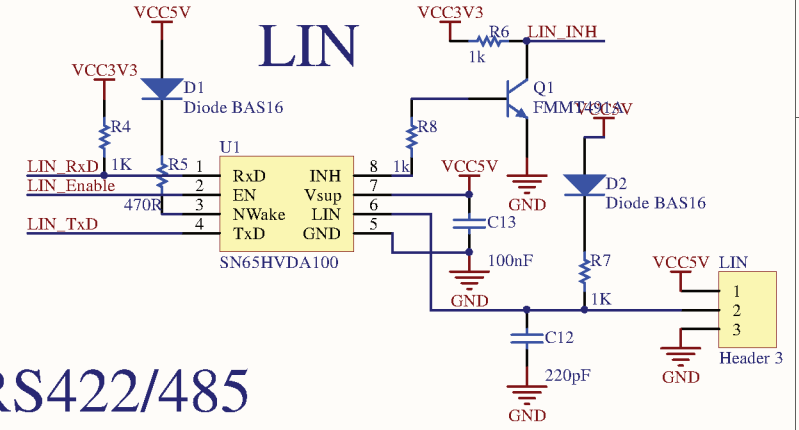 LIN
VCC5V
VCC3V3
D1
Diode BAS16
R4
1K
LIN_RxD
LIN_Enable
LIN_TxD
R5
470R
U1
1 RxD INH 8
2 EN Vsup 7
3 NWake LIN 6
4 TxD GND 5
SN65HVDA100
VCC3V3
R6
1k
LIN_INH
Q1
FMMT491A
R8
1k
GND
VCC5V
C13
100nF
GND
VCC5V
D2
Diode BAS16
R7
1K
C12
220pF
GND
VCC5V
LIN
1
2
3
Header 3
GND
RS422/485